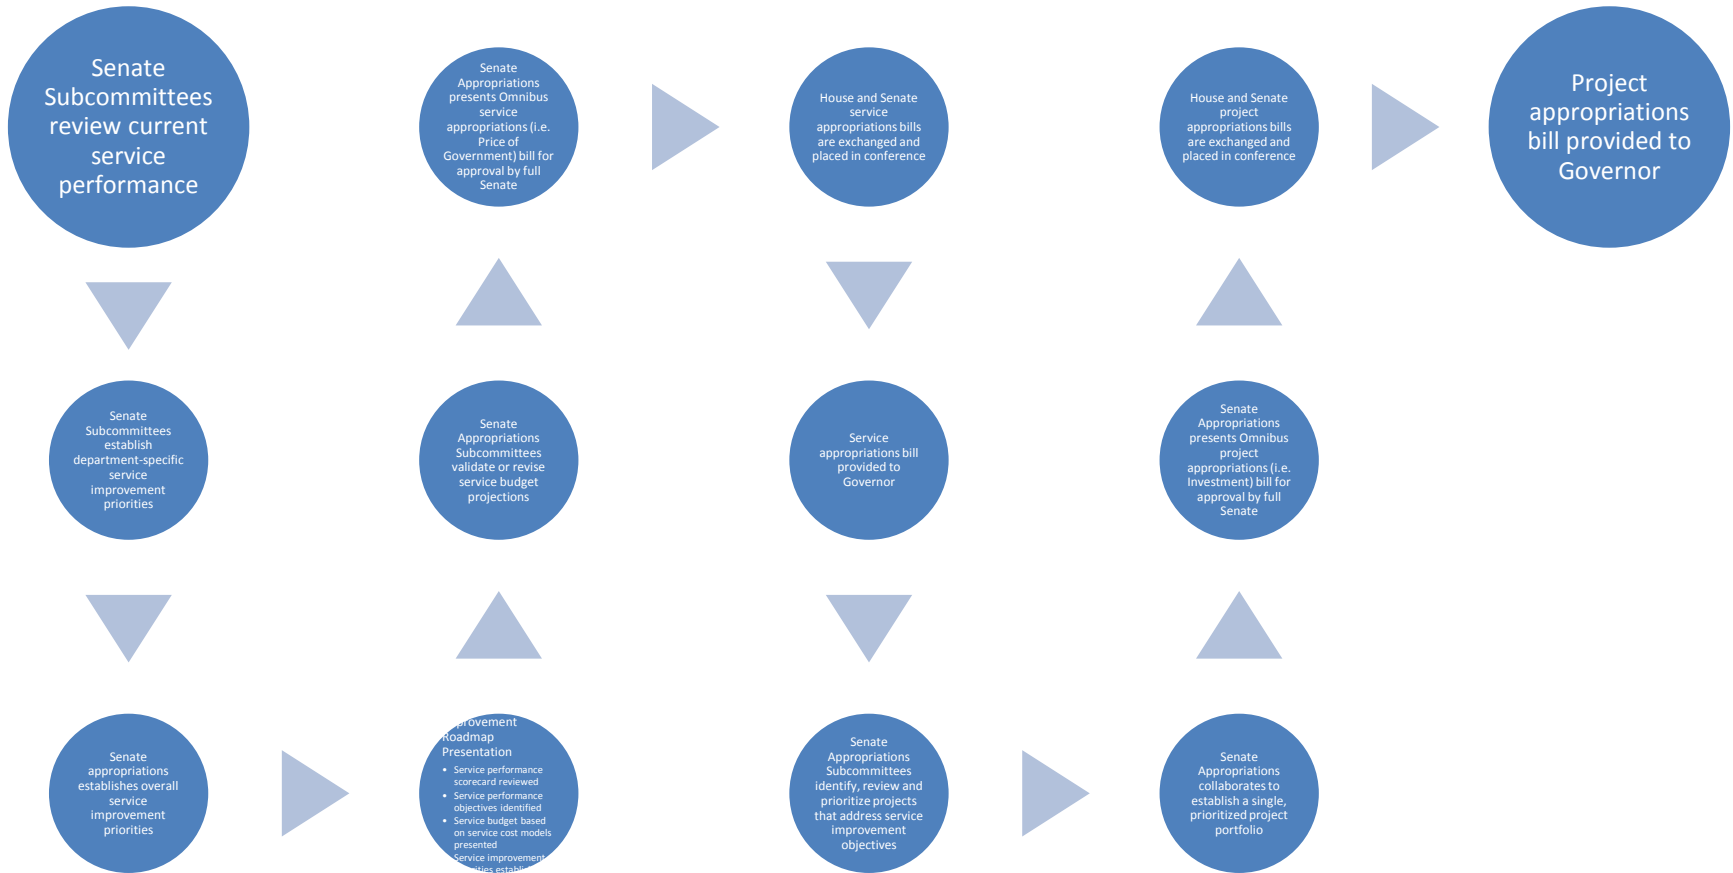 Senate
Subcommittees
review current
service
performance
Senate
Subcommittees
establish
department-specific
service
improvement
priorities
Senate
appropriations
establishes overall
service
improvement
priorities
Roadmap
Presentation
• Service performance
scorecard reviewed
• Service performance
objectives identified
• Service budget based
on service cost models
presented
Service improvement
Senate
Appropriations
Subcommittees
validate or revise
service budget
projections
Senate
Appropriations
presents Omnibus
service
appropriations (i.e.
Price of
Government) bill for
approval by full
Senate
House and Senate
service
appropriations bills
are exchanged and
placed in conference
Service
appropriations bill
provided to
Governor
Senate
Appropriations
Subcommittees
identify, review and
prioritize projects
that address service
improvement
objectives
Senate
Appropriations
collaborates to
establish a single,
prioritized project
portfolio
Senate
Appropriations
presents Omnibus
project
appropriations (i.e.
Investment) bill for
approval by full
Senate
House and Senate
project
appropriations bills
are exchanged and
placed in conference
Project
appropriations
bill provided to
Governor